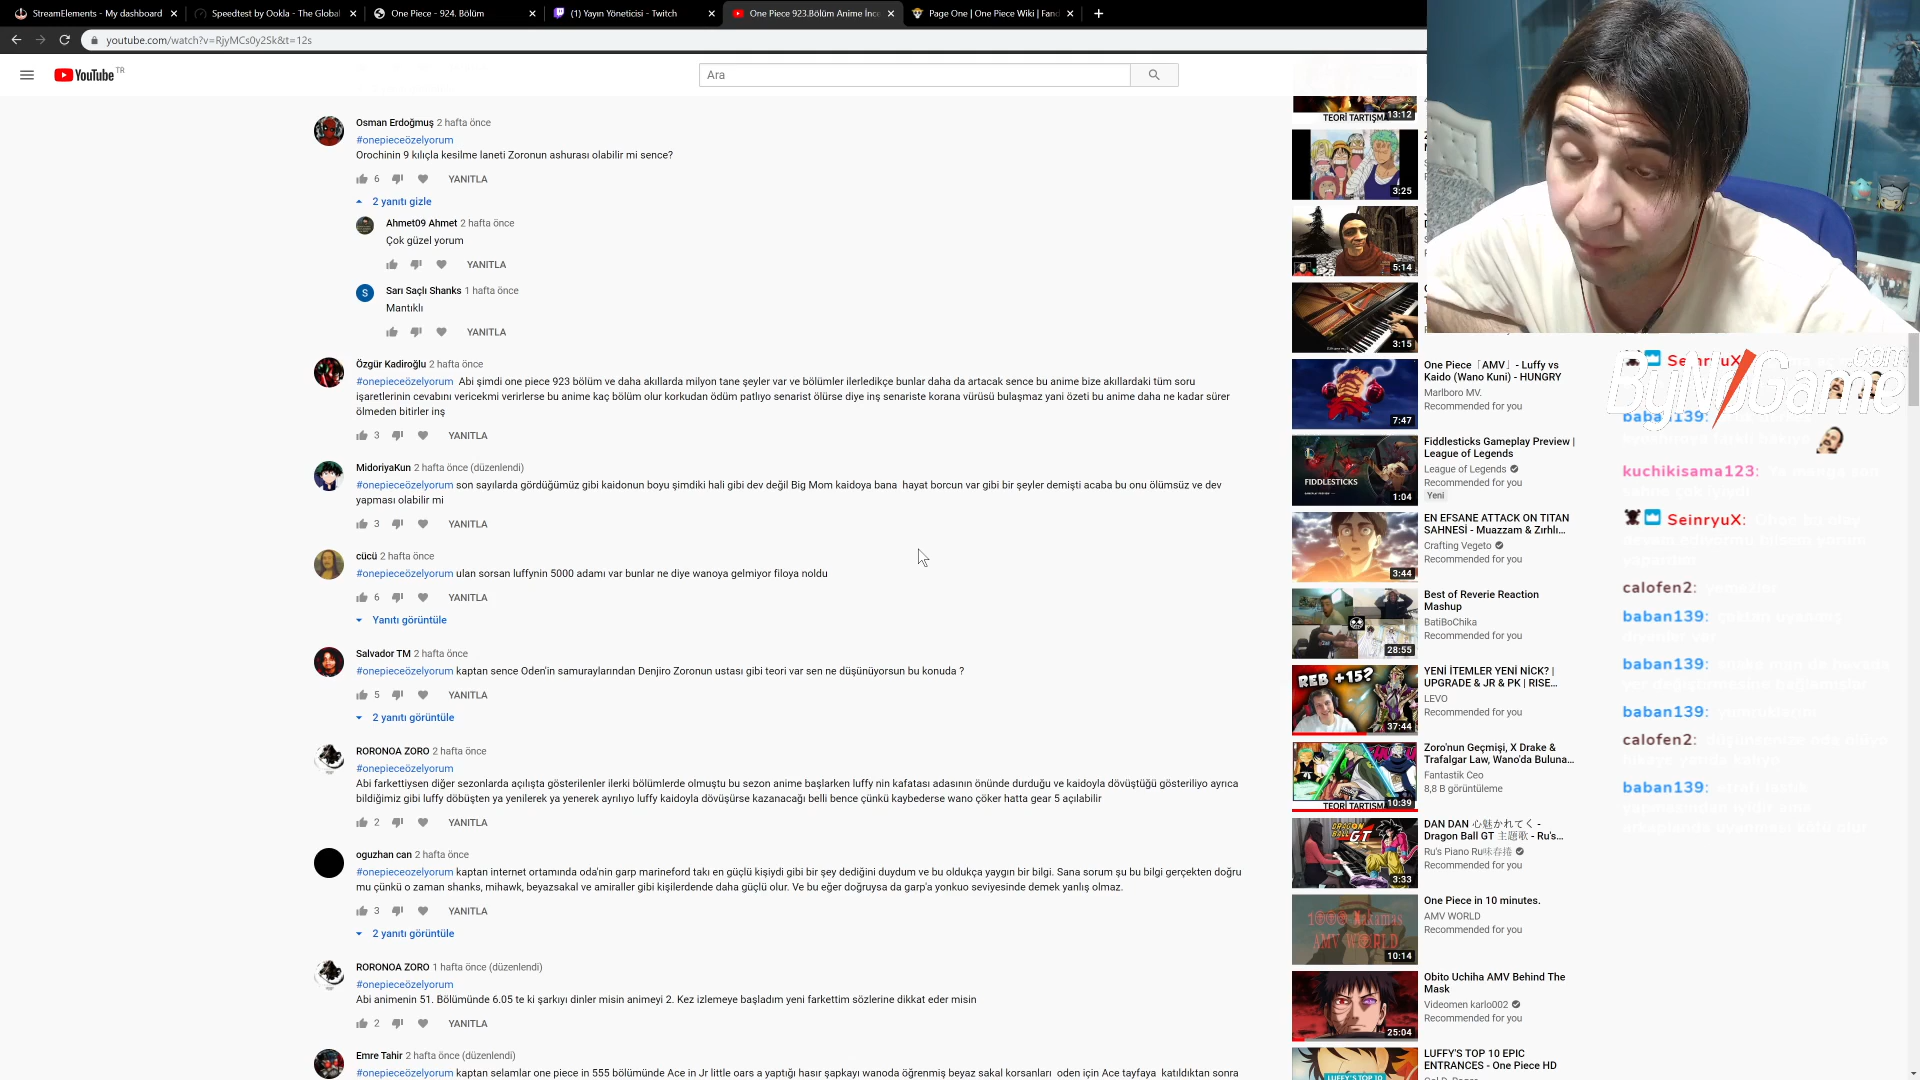 StreamElements - My dashboard
Speedtest by Ookla - The Global
One Piece - 924. Bölüm
(1) Yayın Yöneticisi - Twitch
One Piece 923.Bölüm Anime İnce
Page One | One Piece Wiki | Fand
youtube.com/watch?v=RjyMCs0y2Sk&t=12s
YouTube TR
Ara
Osman Erdoğmuş 2 hafta önce
#onepieceözelyorum
Orochinin 9 kılıçla kesilme laneti Zoronun ashurası olabilir mi sence?
6 YANITLA
2 yanıtı gizle
Ahmet09 Ahmet 2 hafta önce
Çok güzel yorum
YANITLA
S
Sarı Saçlı Shanks 1 hafta önce
Mantıklı
YANITLA
Özgür Kadiroğlu 2 hafta önce
#onepieceözelyorum Abi şimdi one piece 923 bölüm ve daha akıllarda milyon tane şeyler var ve bölümler ilerledikçe bunlar daha da artacak sence bu anime bize akıllardaki tüm soru
işaretlerinin cevabını vericekmi verirlerse bu anime kaç bölüm olur korkudan ödüm patlıyo senarist ölürse diye inş senariste korana vürüsü bulaşmaz yani özeti bu anime daha ne kadar sürer
ölmeden bitirler inş
3 YANITLA
MidoriyaKun 2 hafta önce (düzenlendi)
#onepieceözelyorum son sayılarda gördüğümüz gibi kaidonun boyu şimdiki hali gibi dev değil Big Mom kaidoya bana hayat borcun var gibi bir şeyler demişti acaba bu onu ölümsüz ve dev
yapması olabilir mi
3 YANITLA
cücü 2 hafta önce
#onepieceözelyorum ulan sorsan luffynin 5000 adamı var bunlar ne diye wanoya gelmiyor filoya noldu
6 YANITLA
Yanıtı görüntüle
Salvador TM 2 hafta önce
#onepieceözelyorum kaptan sence Oden'in samuraylarından Denjiro Zoronun ustası gibi teori var sen ne düşünüyorsun bu konuda ?
5 YANITLA
2 yanıtı görüntüle
RORONOA ZORO 2 hafta önce
#onepieceözelyorum
Abi farkettiysen diğer sezonlarda açılışta gösterilenler ilerki bölümlerde olmuştu bu sezon anime başlarken luffy nin kafatası adasının önünde durduğu ve kaidoyla dövüştüğü gösteriliyo ayrıca
bildiğimiz gibi luffy döbüşten ya yenilerek ya yenerek ayrılıyo luffy kaidoyla dövüşürse kazanacağı belli bence çünkü kaybederse wano çöker hatta gear 5 açılabilir
2 YANITLA
oguzhan can 2 hafta önce
#onepieceozelyorum kaptan internet ortamında oda'nin garp marineford takı en güçlü kişiydi gibi bir şey dediğini duydum ve bu oldukça yaygın bir bilgi. Sana sorum şu bu bilgi gerçekten doğru
mu çünkü o zaman shanks, mihawk, beyazsakal ve amiraller gibi kişilerdende daha güçlü olur. Ve bu eğer doğruysa da garp'a yonkuo seviyesinde demek yanlış olmaz.
3 YANITLA
2 yanıtı görüntüle
RORONOA ZORO 1 hafta önce (düzenlendi)
#onepieceözelyorum
Abi animenin 51. Bölümünde 6.05 te ki şarkıyı dinler misin animeyi 2. Kez izlemeye başladım yeni farkettim sözlerine dikkat eder misin
2 YANITLA
Emre Tahir 2 hafta önce (düzenlendi)
#onepieceözelyorum kaptan selamlar one piece in 555 bölümünde Ace in Jr little oars a yaptığı hasır şapkayı wanoda öğrenmiş beyaz sakal korsanları oden için Ace tayfaya katıldıktan sonra
TEORİ TARTIŞMA
13:12
3:25
5:14
3:15
One Piece「AMV」- Luffy vs
Kaido (Wano Kuni) - HUNGRY
Marlboro MV.
Recommended for you
7:47
Fiddlesticks Gameplay Preview |
League of Legends
League of Legends
Yeni
FIDDLESTICKS
1:04
EN EFSANE ATTACK ON TITAN
SAHNESİ - Muazzam & Zırhlı...
Crafting Vegeto
Recommended for you
3:44
Best of Reverie Reaction
Mashup
BatiBoChika
Recommended for you
28:55
REB +15?
YENİ İTEMLER YENİ NİCK? |
UPGRADE & JR & PK | RISE...
LEVO
Recommended for you
37:44
Zoro'nun Geçmişi, X Drake &
Trafalgar Law, Wano'da Buluna...
Fantastik Ceo
8,8 B görüntüleme
TEORİ TARTIŞMA
10:39
DRAGON BALL GT
DAN DAN 心魅かれてく -
Dragon Ball GT 主題歌 - Ru's...
Ru's Piano Ru味春捲
Recommended for you
3:33
One Piece in 10 minutes.
AMV WORLD
Recommended for you
AMV WORLD
10:14
Obito Uchiha AMV Behind The
Mask
Videomen karlo002
Recommended for you
25:04
LUFFY'S TOP 10 EPIC
ENTRANCES - One Piece HD
LUFFY'S TOP 10
ByNoGame.com
SeinryuX:
baban139:
kuchikisama123:
SeinryuX:
calofen2:
baban139:
baban139:
baban139:
calofen2:
baban139: